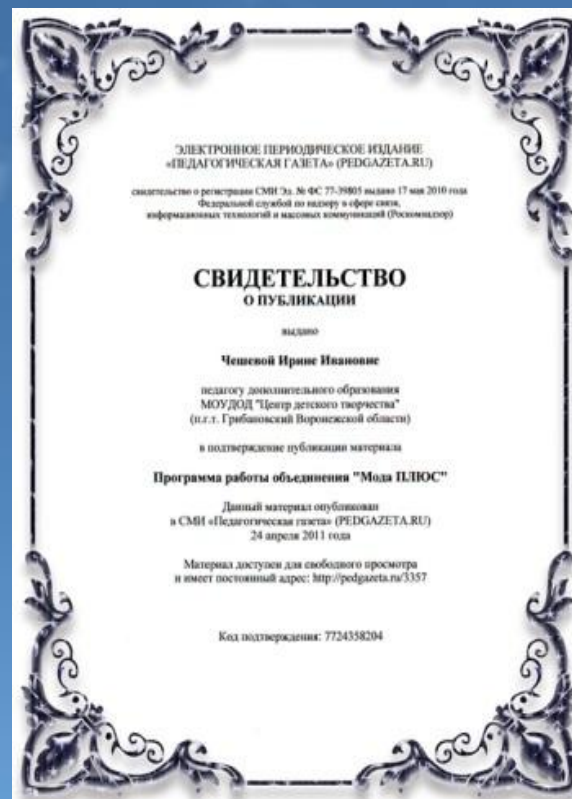 ЭЛЕКТРОННОЕ ПЕРИОДИЧЕСКОЕ ИЗДАНИЕ
«ПЕДАГОГИЧЕСКАЯ ГАЗЕТА» (PEDGAZETA.RU)
свидетельство о регистрации СМИ Эл. № ФС 77-39805 выдано 17 мая 2010 года
Федеральной службой по надзору в сфере связи,
информационных технологий и массовых коммуникаций (Роскомнадзор)
СВИДЕТЕЛЬСТВО
О ПУБЛИКАЦИИ
выдано
Чешевой Ирине Ивановне
педагогу дополнительного образования
МОУДОД "Центр детского творчества"
(п.г.т. Грибановский Воронежской области)
в подтверждение публикации материала
Программа работы объединения "Мода ПЛЮС"
Данный материал опубликован
в СМИ «Педагогическая газета» (PEDGAZETA.RU)
24 апреля 2011 года
Материал доступен для свободного просмотра
и имеет постоянный адрес: http://pedgazeta.ru/3357
Код подтверждения: 7724358204